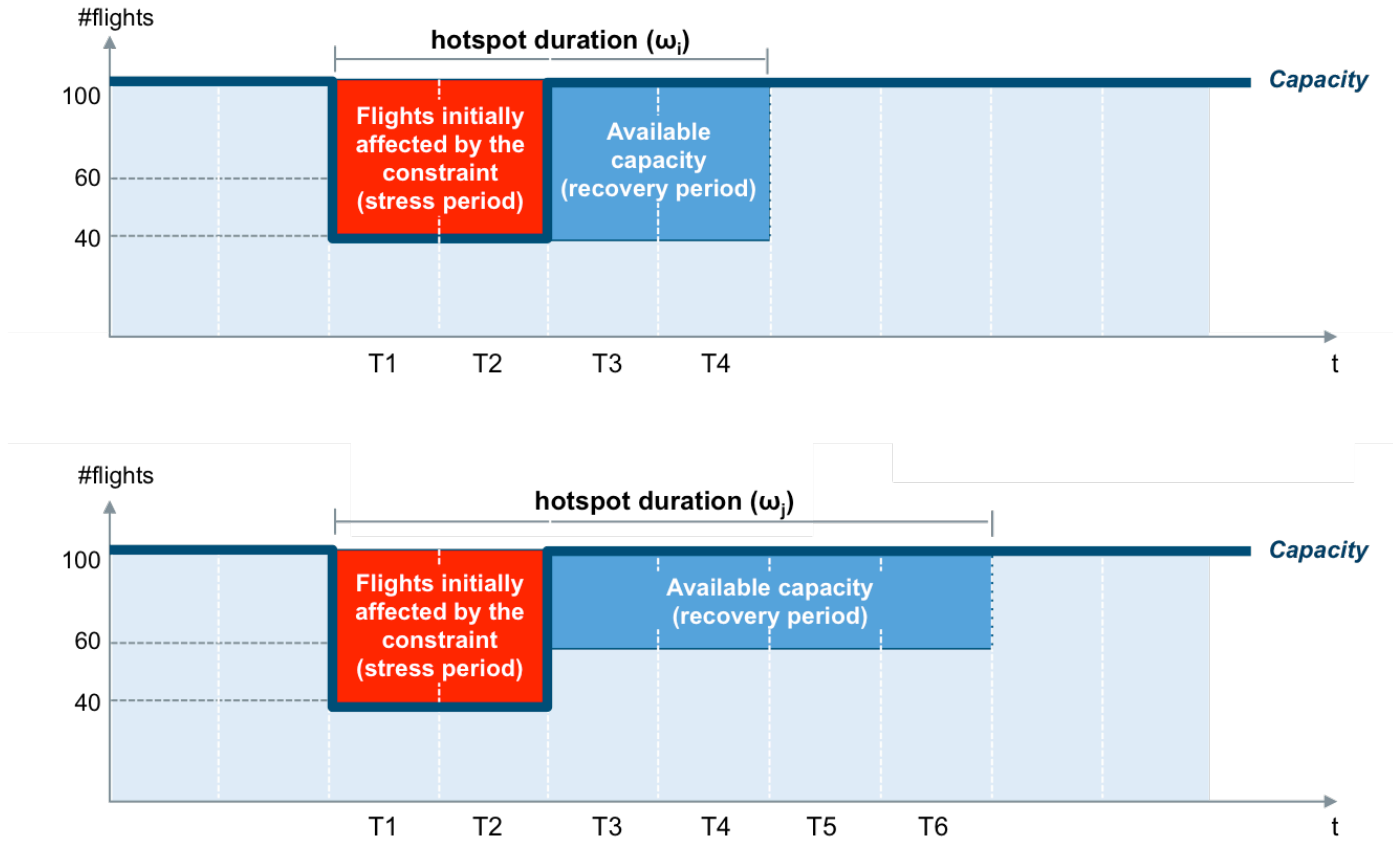 #flights
hotspot duration (ωi)
Capacity
100
Flights initially
affected by the
constraint
(stress period)
Available
capacity
(recovery period)
60
40
T1 T2 T3 T4 t
#flights
hotspot duration (ωj)
Capacity
100
Flights initially
affected by the
constraint
(stress period)
Available capacity
(recovery period)
60
40
T1 T2 T3 T4 T5 T6 t